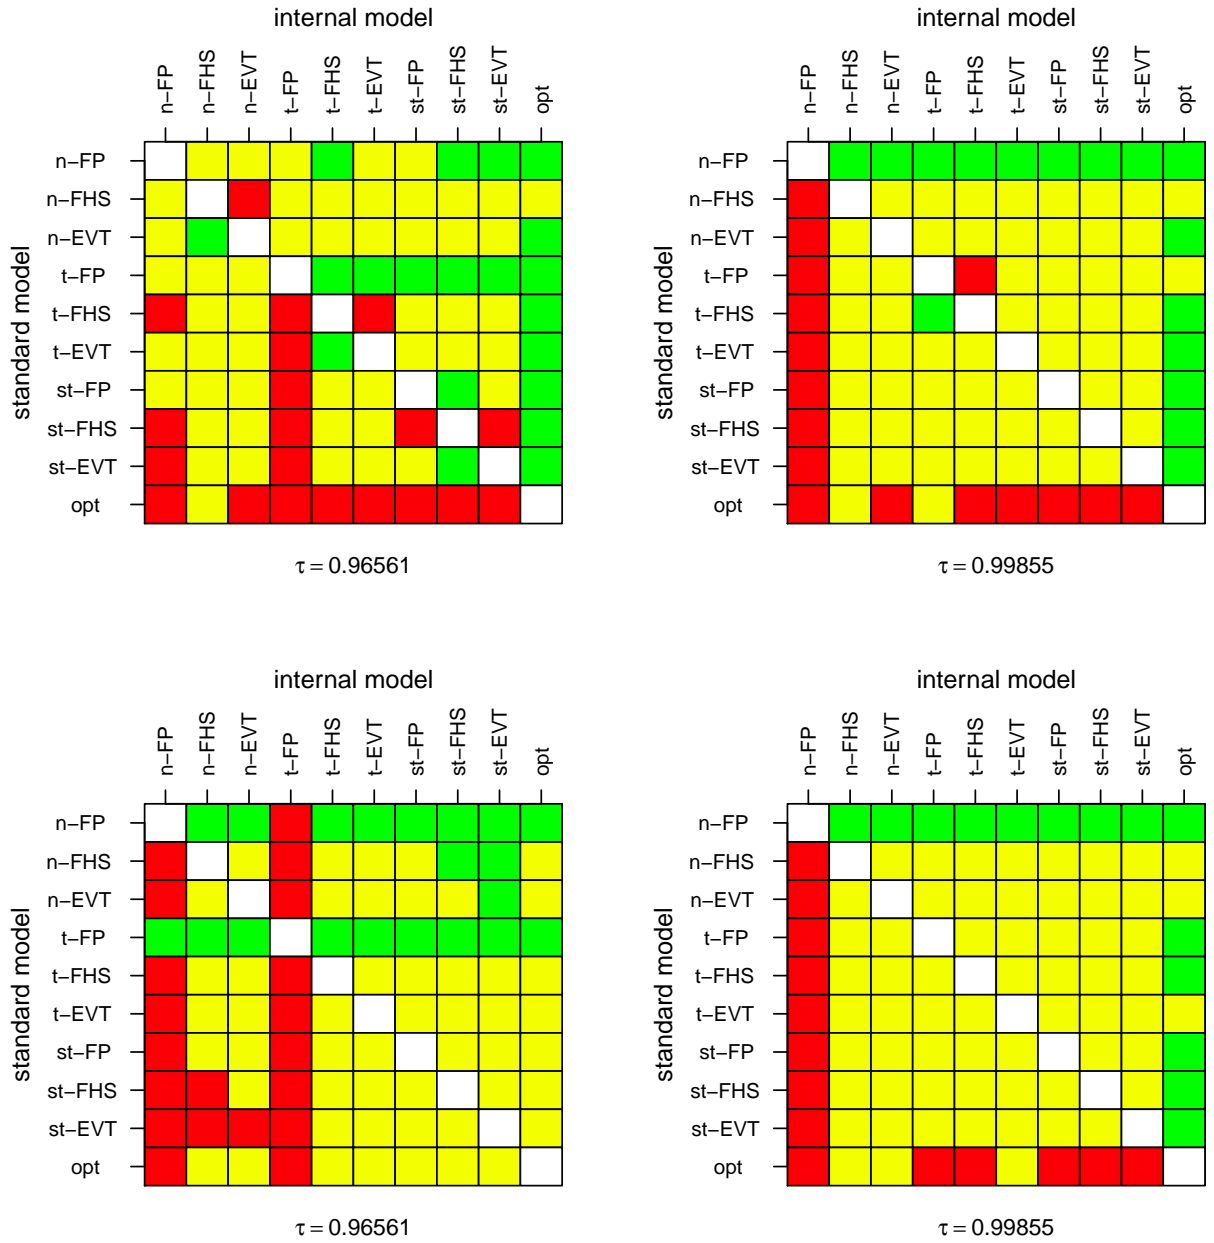 internal model
n−FP n−FHS n−EVT t−FP t−FHS t−EVT st−FP st−FHS st−EVT opt
standard model
n−FP
n−FHS
n−EVT
t−FP
t−FHS
t−EVT
st−FP
st−FHS
st−EVT
opt
τ = 0.96561
internal model
n−FP n−FHS n−EVT t−FP t−FHS t−EVT st−FP st−FHS st−EVT opt
standard model
n−FP
n−FHS
n−EVT
t−FP
t−FHS
t−EVT
st−FP
st−FHS
st−EVT
opt
τ = 0.99855
internal model
n−FP n−FHS n−EVT t−FP t−FHS t−EVT st−FP st−FHS st−EVT opt
standard model
n−FP
n−FHS
n−EVT
t−FP
t−FHS
t−EVT
st−FP
st−FHS
st−EVT
opt
τ = 0.96561
internal model
n−FP n−FHS n−EVT t−FP t−FHS t−EVT st−FP st−FHS st−EVT opt
standard model
n−FP
n−FHS
n−EVT
t−FP
t−FHS
t−EVT
st−FP
st−FHS
st−EVT
opt
τ = 0.99855